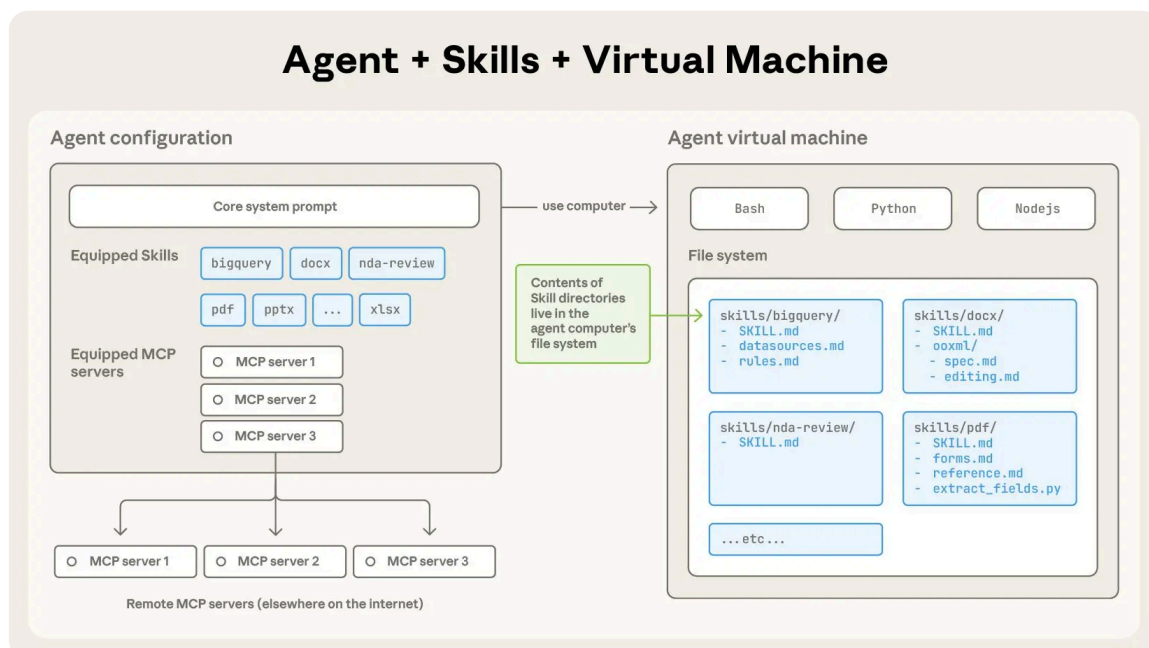 Agent + Skills + Virtual Machine
Agent configuration
Core system prompt
Equipped Skills
bigquery
docx
nda-review
pdf
pptx
...
xlsx
Equipped MCP
servers
MCP server 1
MCP server 2
MCP server 3
MCP server 1
MCP server 2
MCP server 3
Remote MCP servers (elsewhere on the internet)
use computer
Contents of
Skill directories
live in the
agent computer's
file system
Agent virtual machine
Bash
Python
Nodejs
File system
skills/bigquery/
- SKILL.md
- datasources.md
- rules.md
skills/docx/
- SKILL.md
- ooxml/
- spec.md
- editing.md
skills/nda-review/
- SKILL.md
skills/pdf/
- SKILL.md
- forms.md
- reference.md
- extract_fields.py
...etc...